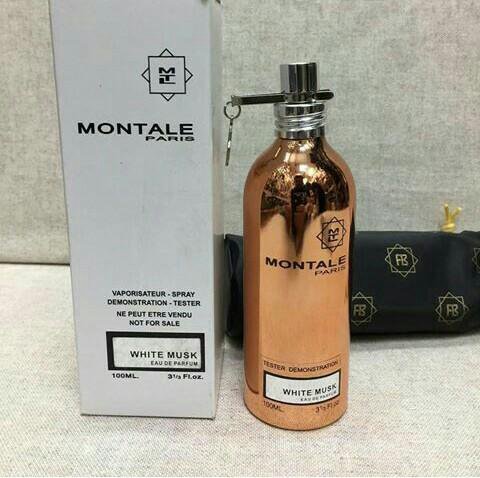 MONTALE
PARIS
VAPORISATEUR - SPRAY
DEMONSTRATION - TESTER
NE PEUT ETRE VENDU
NOT FOR SALE
WHITE MUSK
EAU DE PARFUM
100ML. 3⅓ Fl.oz.
MONTALE
PARIS
TESTER DEMONSTRATION
WHITE MUSK
EAU DE PARFUM
100ML. 3⅓ Fl.oz.